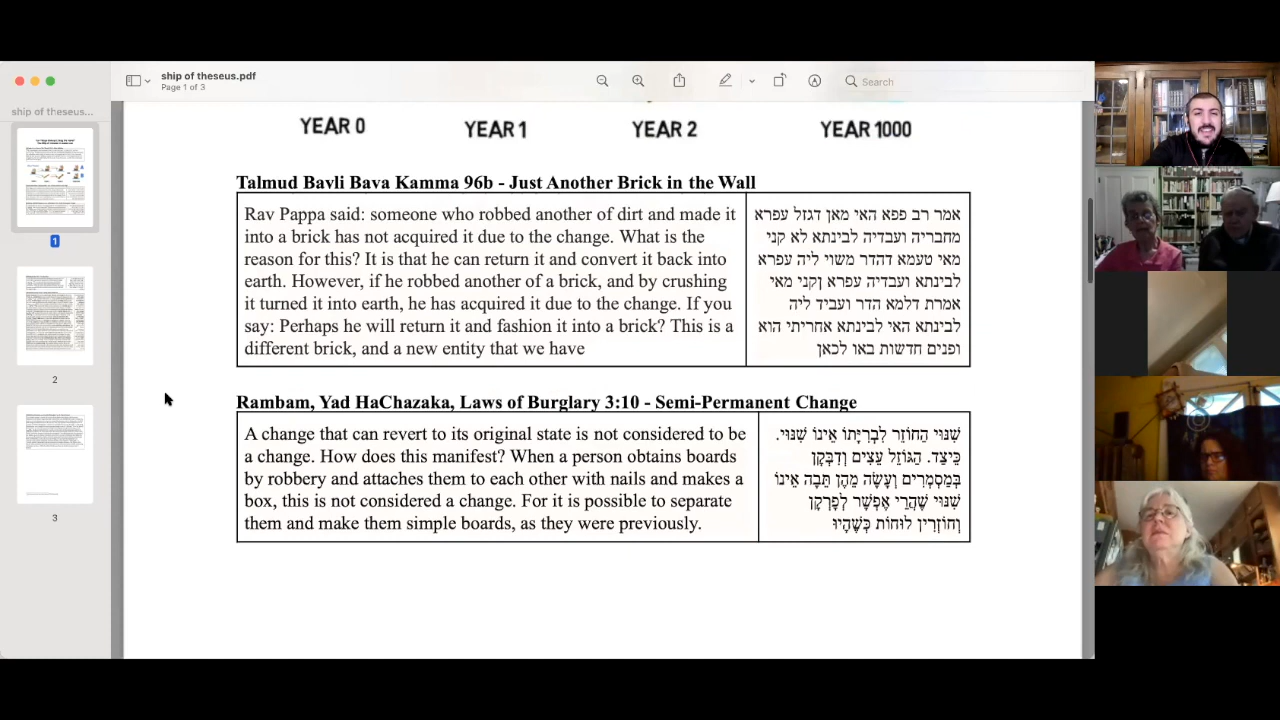 ship of theseus.pdf
Page 1 of 3
Search
ship of theseus...
1
2
3
YEAR 0
YEAR 1
YEAR 2
YEAR 1000
Talmud Bavli Bava Kamma 96b - Just Another Brick in the Wall
Rav Pappa said: someone who robbed another of dirt and made it
into a brick has not acquired it due to the change. What is the
reason for this? It is that he can return it and convert it back into
earth. However, if he robbed another of a brick, and by crushing
it turned it to earth, he has acquired it due to the change. If you
say: Perhaps he will return it and fashion it into a brick? This is a
different brick, and a new entity that we have
אמר רב פפא האי מאן דגזל עפרא
מחבריה ועבדיה לבינתא לא קני
מאי טעמא דהדר משוי ליה עפרא
לבינתא ועבדיה עפרא קני מאי
אמרת דלמא הדר ועביד ליה
לבינתא האי לבינתא אחריתי הוא
ופנים חדשות באו לכאן
Rambam, Yad HaChazaka, Laws of Burglary 3:10 - Semi-Permanent Change
A change that can revert to its original state is not considered to be
a change. How does this manifest? When a person obtains boards
by robbery and attaches them to each other with nails and makes a
box, this is not considered a change. For it is possible to separate
them and make them simple boards, as they were previously.
שִׁנּוּי הַחוֹזֵר לִבְרִיָּתוֹ אֵינוֹ שִׁנּוּי.
כֵּיצַד. הַגּוֹזֵל עֵצִים וְדִבְּקָן
בְּמַסְמְרִים וְעָשָׂה מֵהֶן תֵּבָה אֵינוֹ
שִׁנּוּי שֶׁהֲרֵי אֶפְשָׁר לְפָרְקָן
וְחוֹזְרִין לוּחוֹת כְּשֶׁהָיוּ